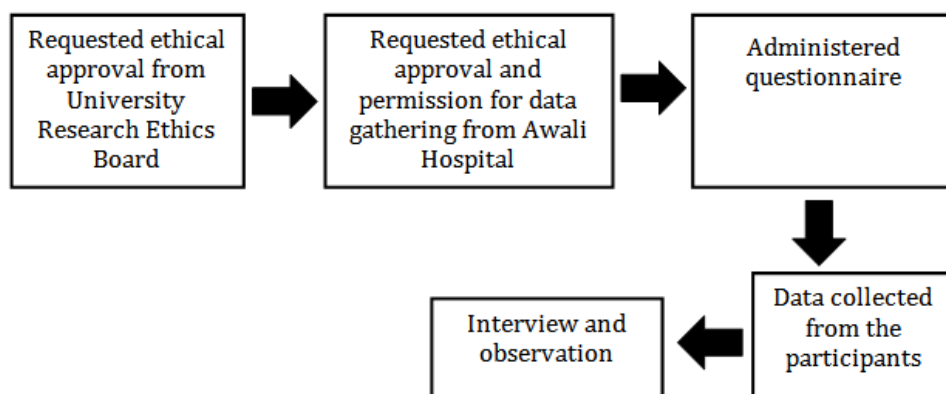 Requested ethical
approval from
University
Research Ethics
Board
Requested ethical
approval and
permission for data
gathering from Awali
Hospital
Administered
questionnaire
Data collected
from the
participants
Interview and
observation